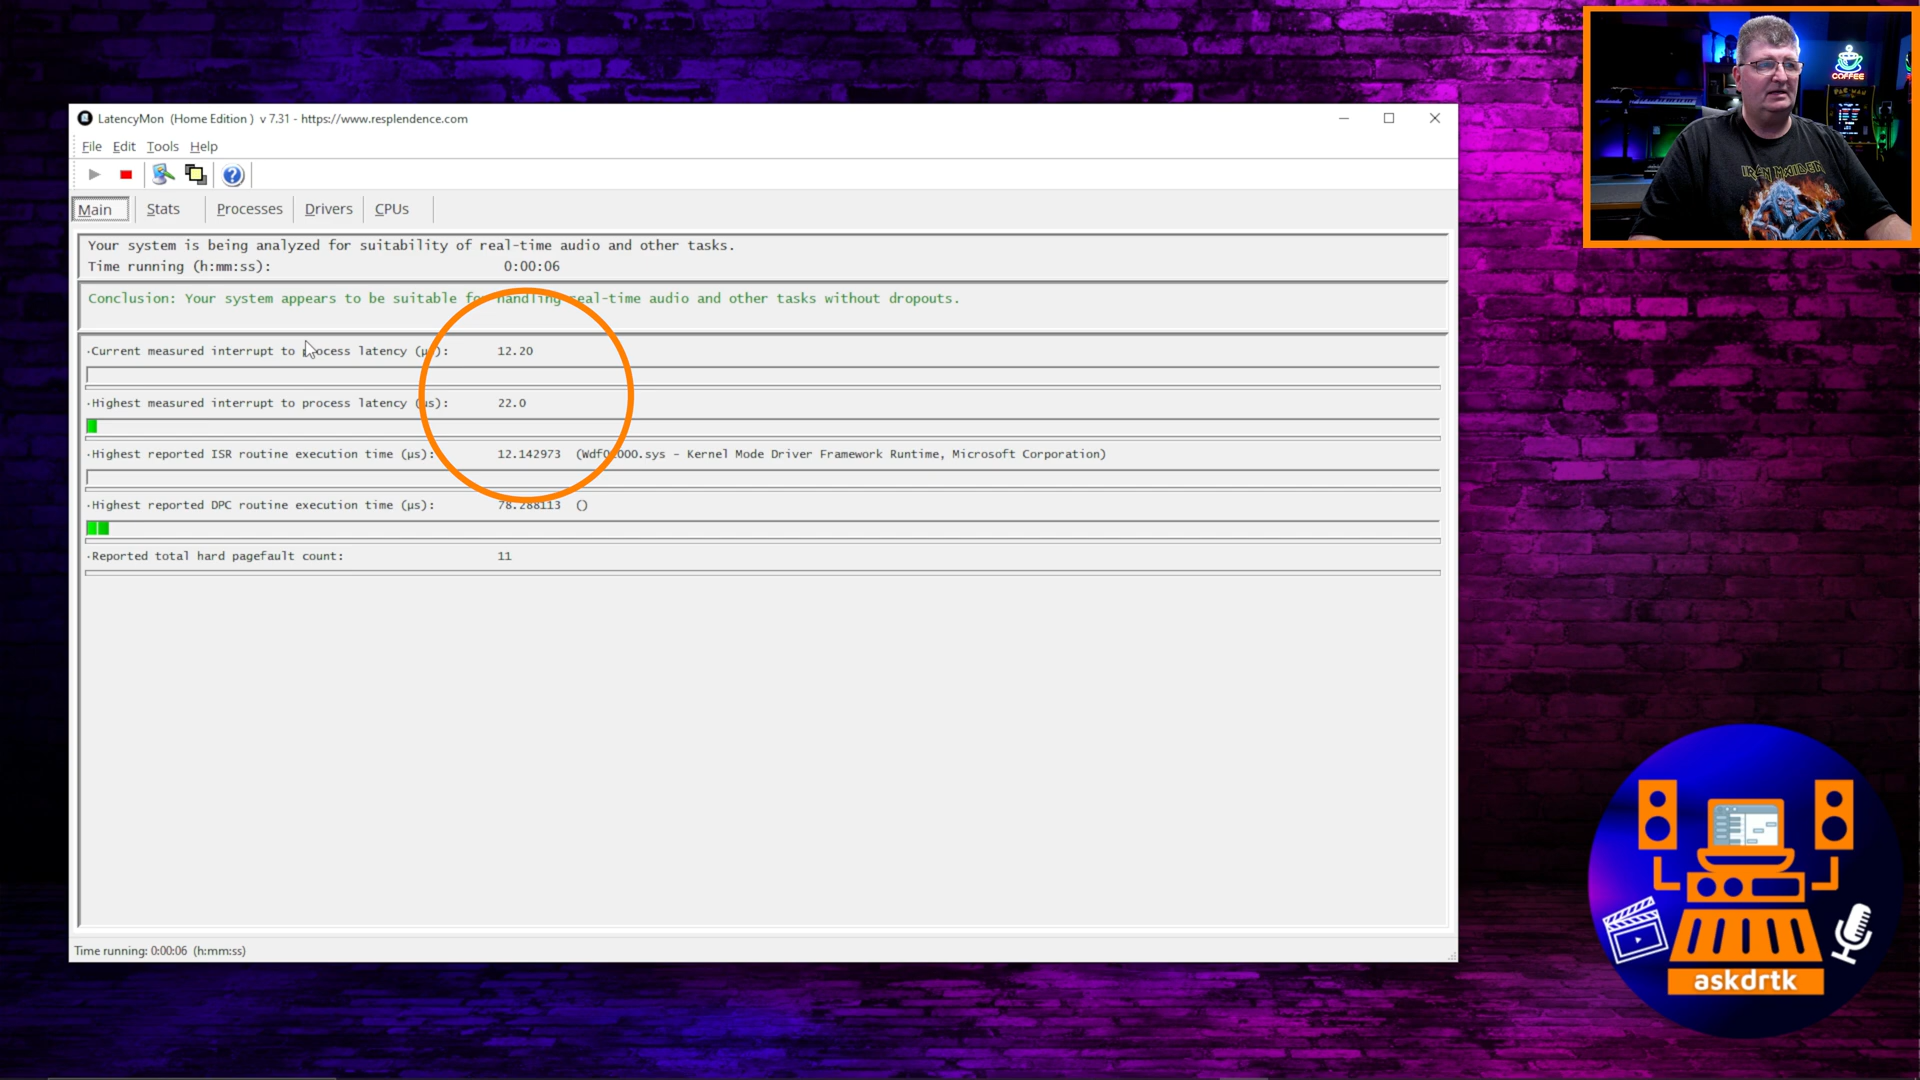 LatencyMon (Home Edition ) v 7.31 - https://www.resplendence.com
File Edit Tools Help
Main Stats Processes Drivers CPUs
Your system is being analyzed for suitability of real-time audio and other tasks.
Time running (h:mm:ss): 0:00:06
Conclusion: Your system appears to be suitable for handling real-time audio and other tasks without dropouts.
·Current measured interrupt to process latency (µs): 12.20
·Highest measured interrupt to process latency (µs): 22.0
·Highest reported ISR routine execution time (µs): 12.142973 (Wdf01000.sys - Kernel Mode Driver Framework Runtime, Microsoft Corporation)
·Highest reported DPC routine execution time (µs): 78.288113 ()
·Reported total hard pagefault count: 11
Time running: 0:00:06 (h:mm:ss)
COFFEE
PAC-MAN
IRON MAIDEN
askdrtk